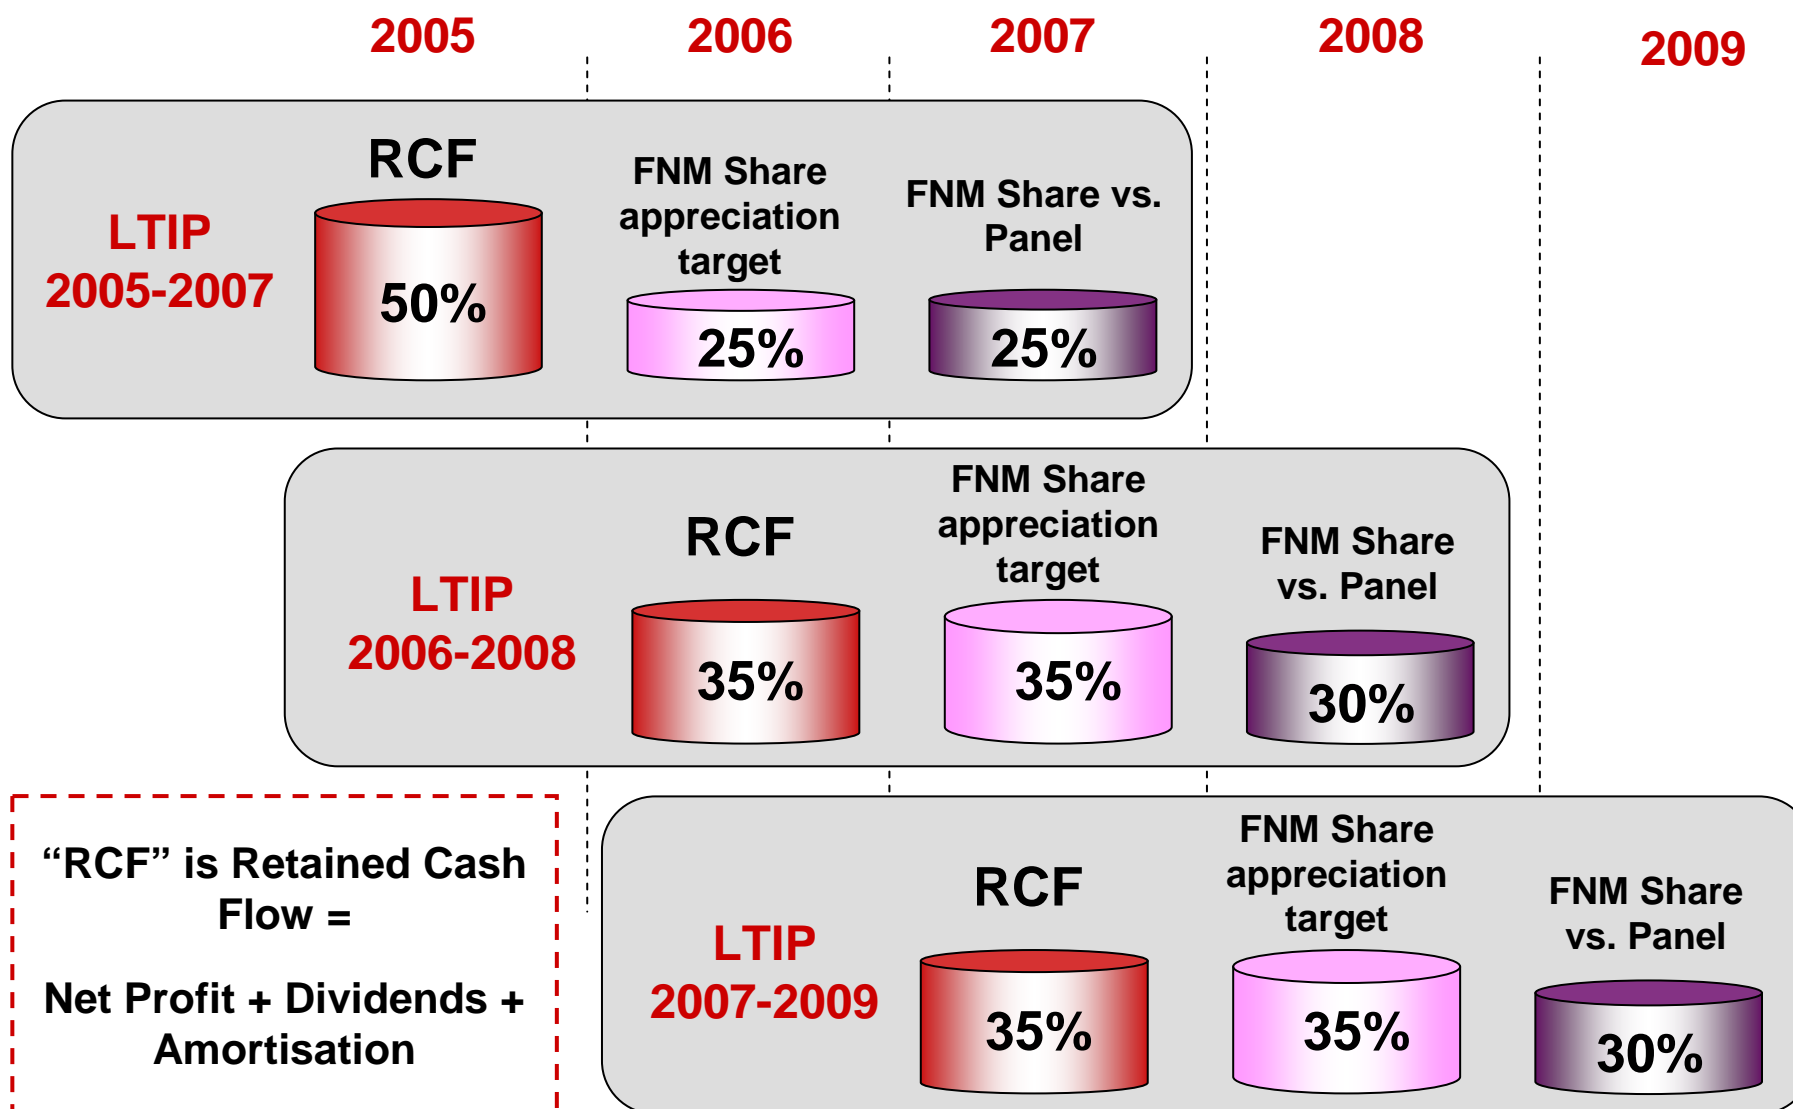 2005 2006 2007 2008 2009
LTIP
2005-2007
RCF
50%
FNM Share
appreciation
target
25%
FNM Share vs.
Panel
25%
LTIP
2006-2008
RCF
35%
FNM Share
appreciation
target
35%
FNM Share
vs. Panel
30%
“RCF” is Retained Cash
Flow =
Net Profit + Dividends +
Amortisation
LTIP
2007-2009
RCF
35%
FNM Share
appreciation
target
35%
FNM Share
vs. Panel
30%